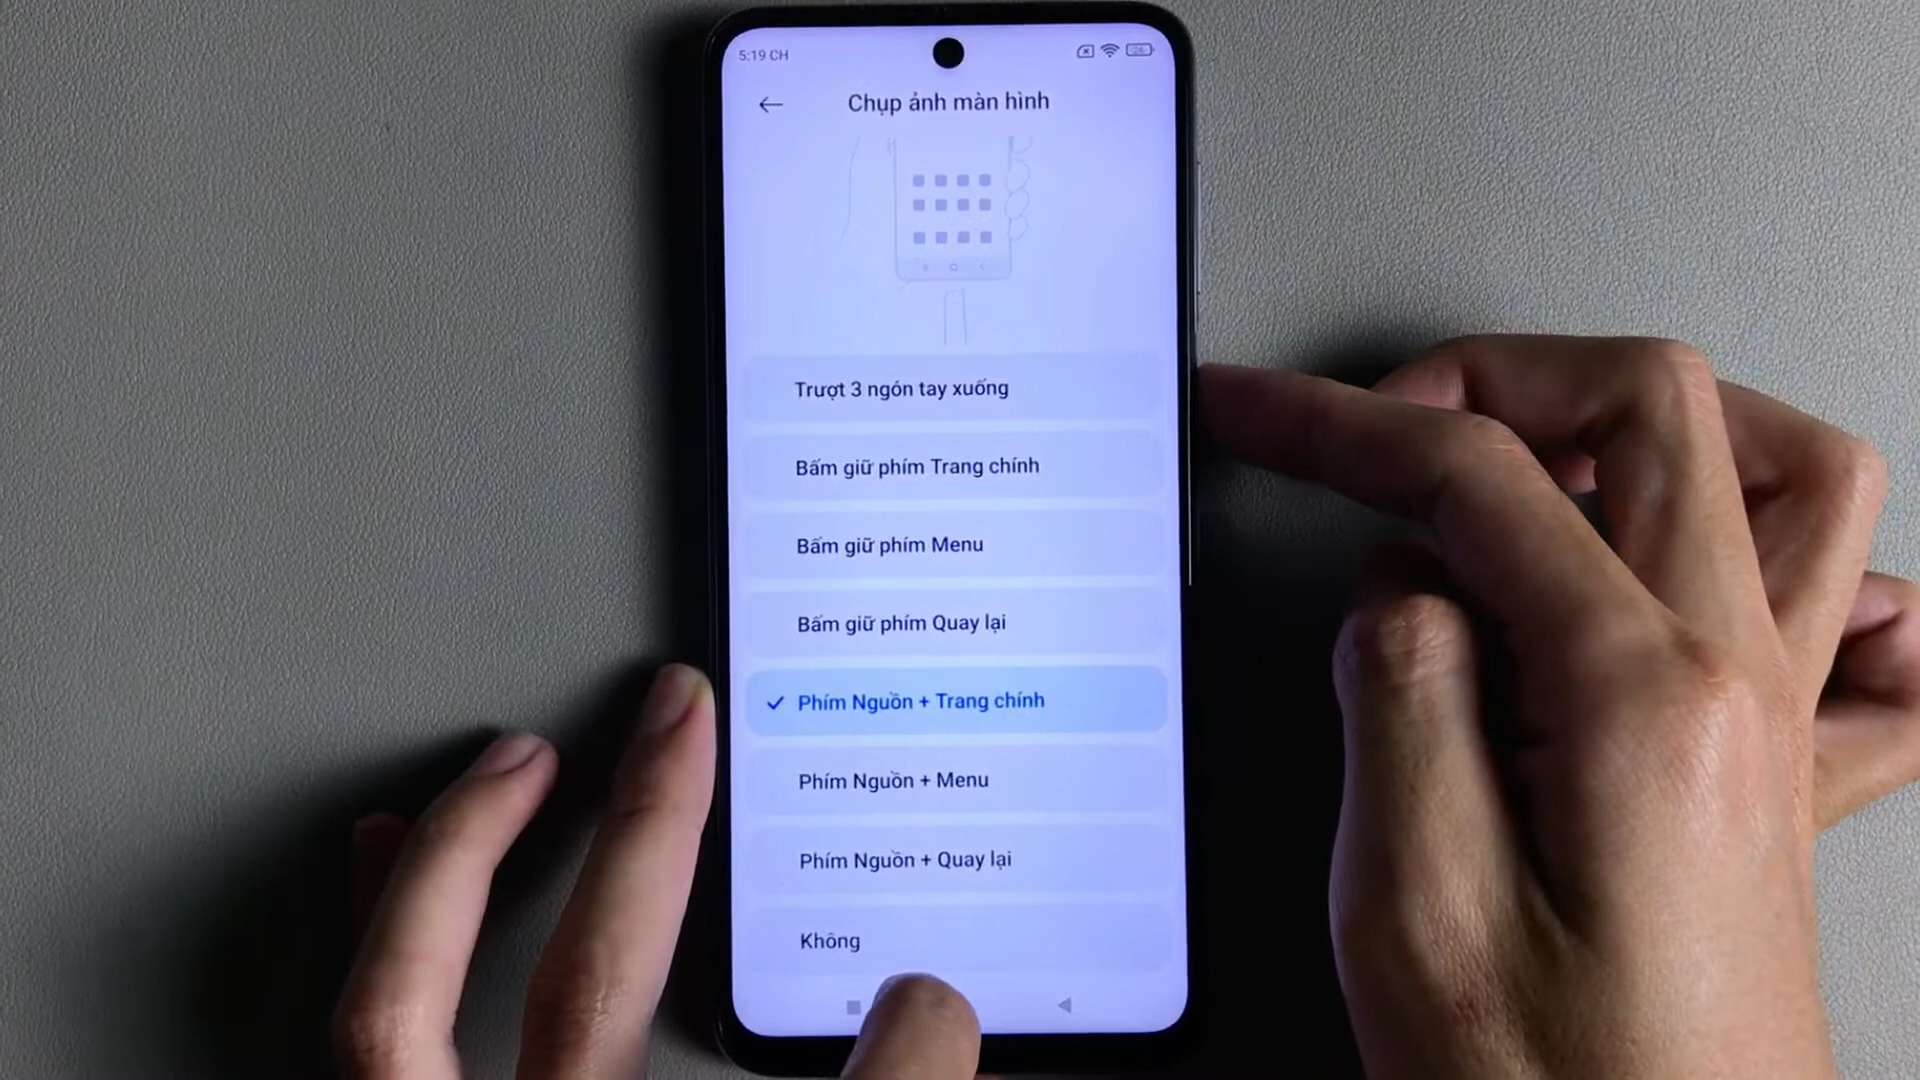 5:19 CH
26
Chụp ảnh màn hình
Trượt 3 ngón tay xuống
Bấm giữ phím Trang chính
Bấm giữ phím Menu
Bấm giữ phím Quay lại
Phím Nguồn + Trang chính
Phím Nguồn + Menu
Phím Nguồn + Quay lại
Không